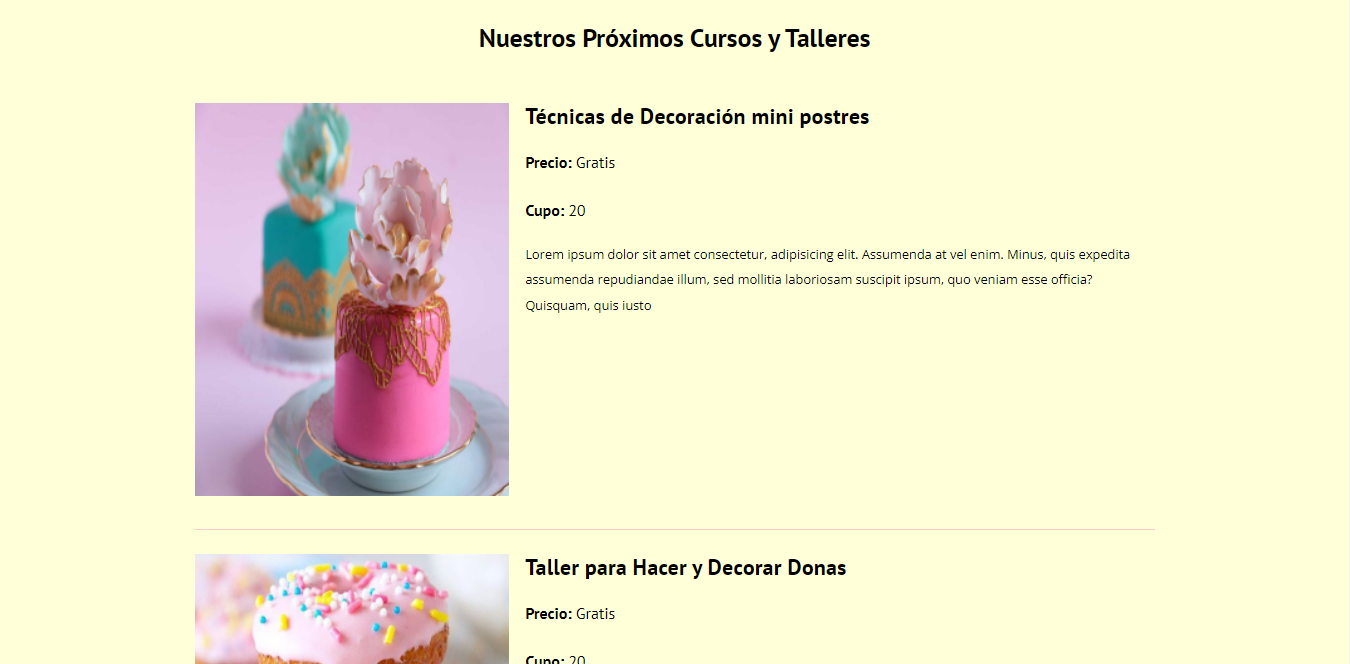 Nuestros Próximos Cursos y Talleres
Técnicas de Decoración mini postres
Precio: Gratis
Cupo: 20
Lorem ipsum dolor sit amet consectetur, adipisicing elit. Assumenda at vel enim. Minus, quis expedita
assumenda repudiandae illum, sed mollitia laboriosam suscipit ipsum, quo veniam esse officia?
Quisquam, quis iusto
Taller para Hacer y Decorar Donas
Precio: Gratis
Cupo: 20